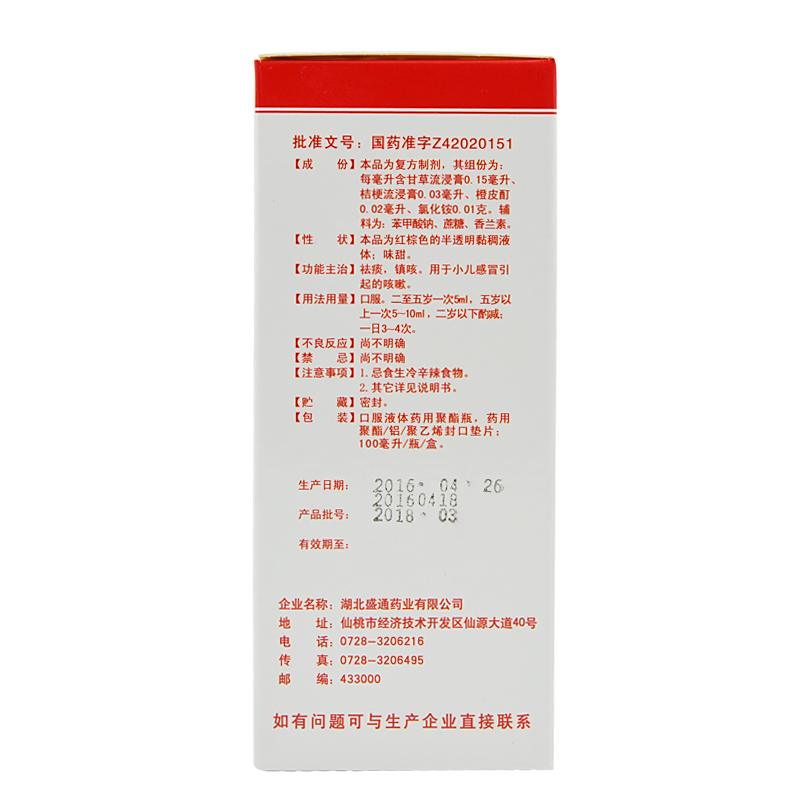 批准文号：国药准字Z42020151
【成　份】本品为复方制剂，其组份为：
每毫升含甘草流浸膏0.15毫升、
桔梗流浸膏0.03毫升、橙皮酊
0.02毫升、氯化铵0.01克。辅
料为：苯甲酸钠、蔗糖、香兰素。
【性　状】本品为红棕色的半透明黏稠液
体；味甜。
【功能主治】祛痰，镇咳。用于小儿感冒引
起的咳嗽。
【用法用量】口服。二至五岁一次5ml，五岁以
上一次5~10ml，二岁以下酌减；
一日3~4次。
【不良反应】尚不明确
【禁　忌】尚不明确
【注意事项】1.忌食生冷辛辣食物。
2.其它详见说明书。
【贮　藏】密封。
【包　装】口服液体药用聚酯瓶，药用
聚酯/铝/聚乙烯封口垫片；
100毫升/瓶/盒。
生产日期： 2016 04 26
20160418
产品批号： 2018 03
有效期至：
企业名称：湖北盛通药业有限公司
地　址：仙桃市经济技术开发区仙源大道40号
电　话：0728-3206216
传　真：0728-3206495
邮　编：433000
如有问题可与生产企业直接联系